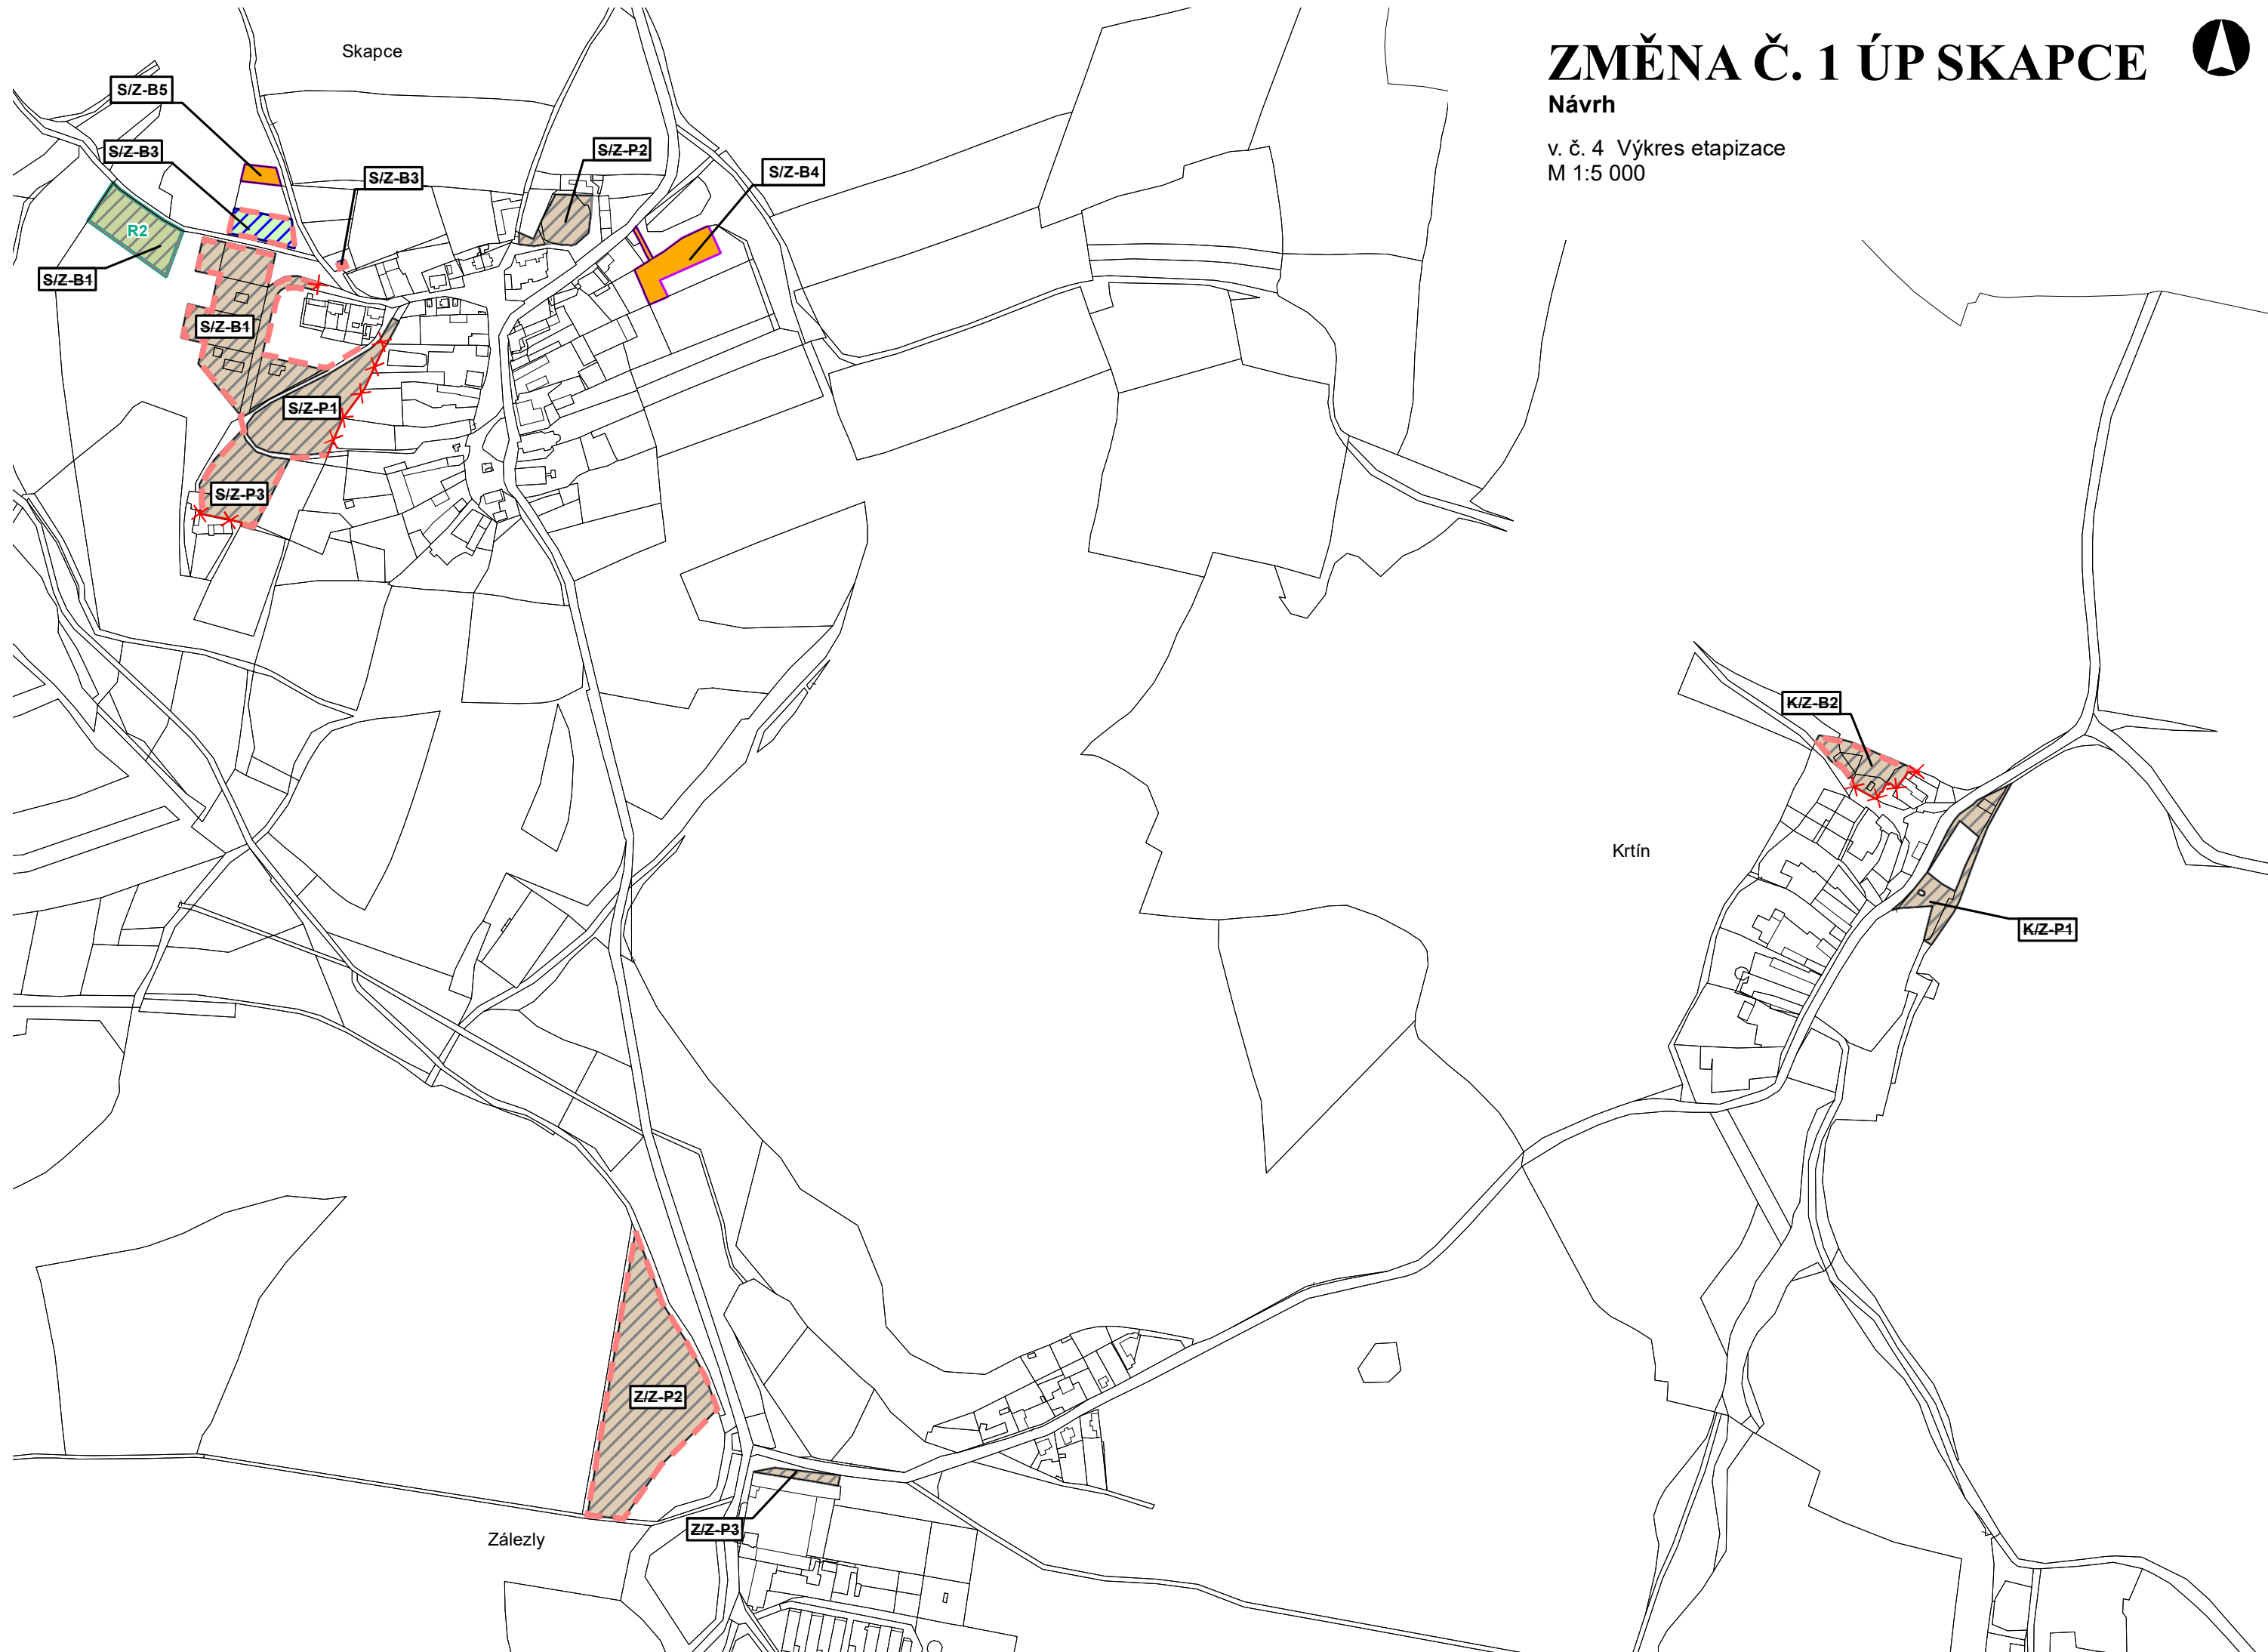 ZMĚNA Č. 1 ÚP SKAPCE
Návrh
v. č. 4 Výkres etapizace
M 1:5 000
Skapce
S/Z-B5
S/Z-B3
S/Z-B3
S/Z-P2
S/Z-B4
R2
S/Z-B1
S/Z-B1
S/Z-P1
S/Z-P3
K/Z-B2
Krtín
K/Z-P1
Z/Z-P2
Z/Z-P3
Zálezly